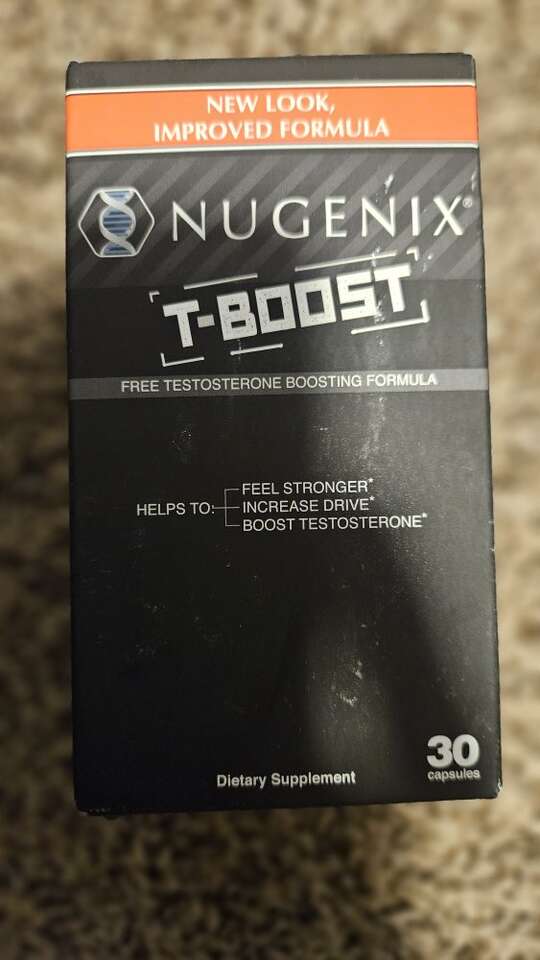 NEW LOOK,
IMPROVED FORMULA
NUGENIX®
T-BOOST
FREE TESTOSTERONE BOOSTING FORMULA
HELPS TO:
FEEL STRONGER*
INCREASE DRIVE*
BOOST TESTOSTERONE*
Dietary Supplement
30
capsules